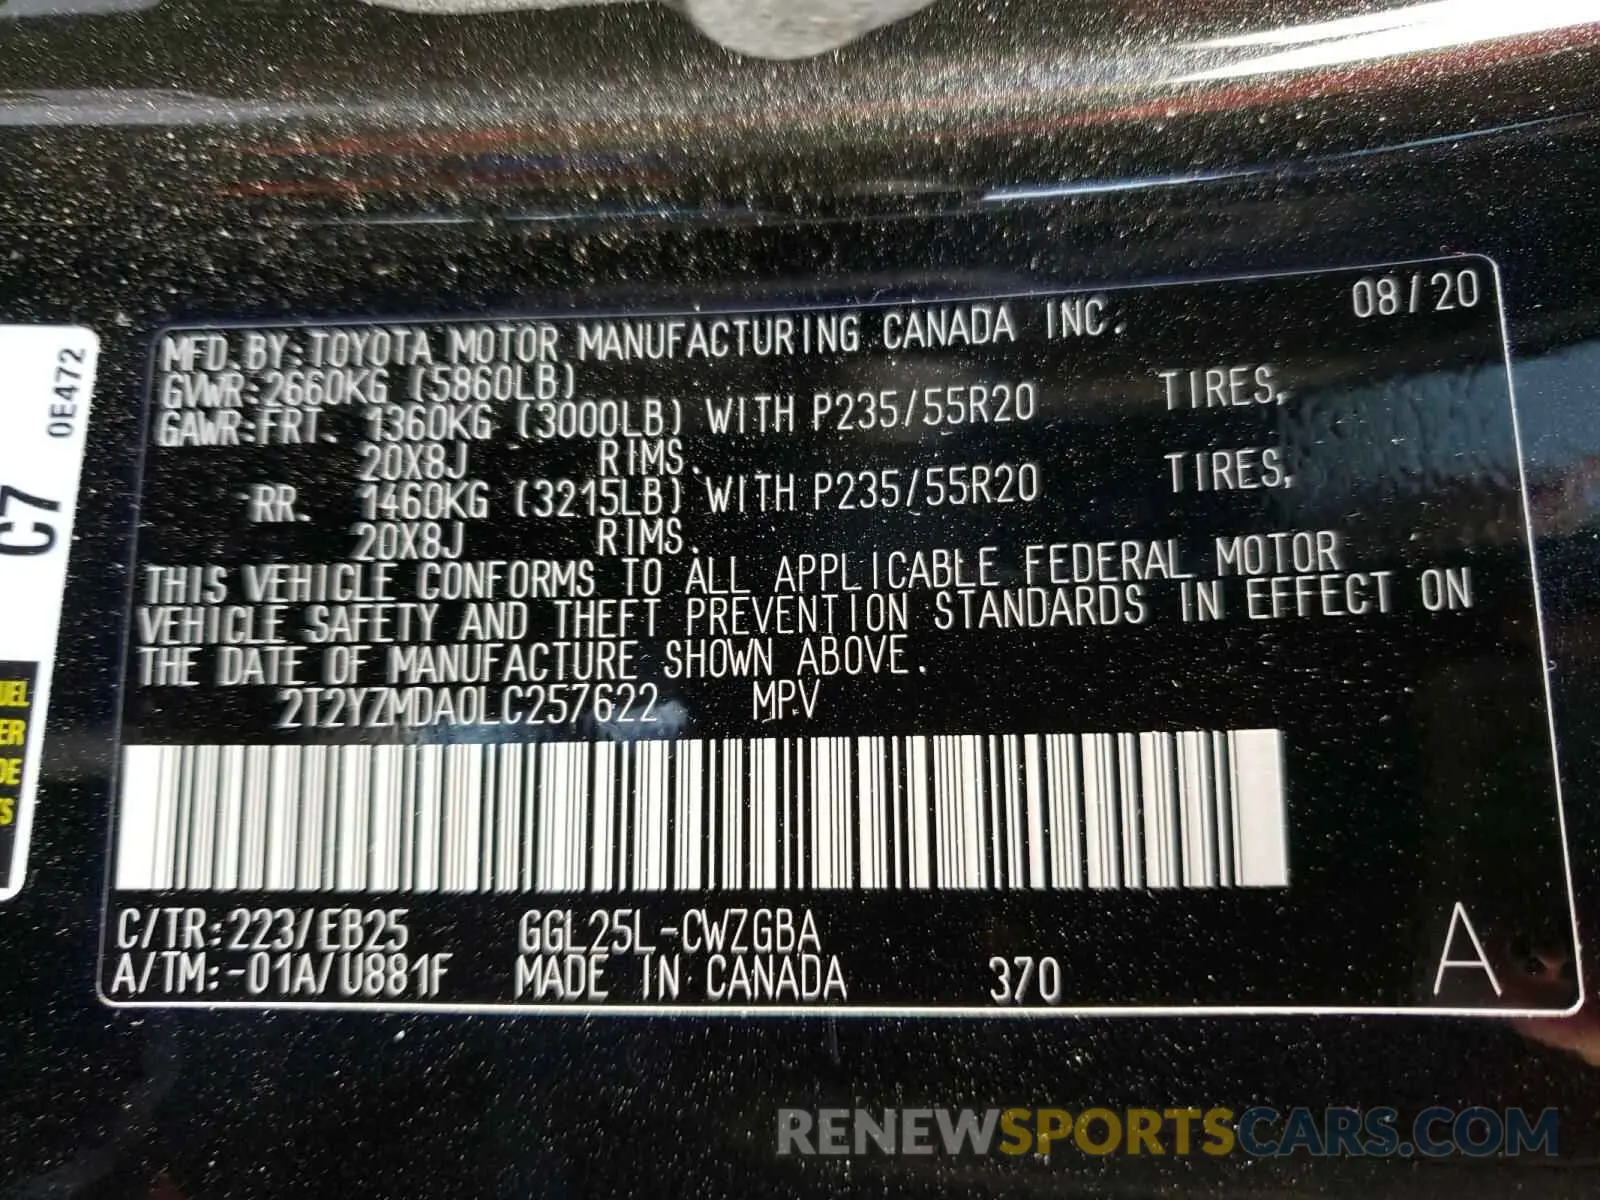 MFD. BY: TOYOTA MOTOR MANUFACTURING CANADA INC. 08/20
GVWR: 2660KG (5860LB)
GAWR: FRT. 1360KG (3000LB) WITH P235/55R20 TIRES,
20X8J RIMS.
RR. 1460KG (3215LB) WITH P235/55R20 TIRES,
20X8J RIMS.
THIS VEHICLE CONFORMS TO ALL APPLICABLE FEDERAL MOTOR
VEHICLE SAFETY AND THEFT PREVENTION STANDARDS IN EFFECT ON
THE DATE OF MANUFACTURE SHOWN ABOVE.
2T2YZMDA0LC257622 MPV
C/TR: 223/EB25 GGL25L-CWZGBA
A/TM: -01A/U881F MADE IN CANADA 370 A
C7 0E472
RENEWSPORTSCARS.COM